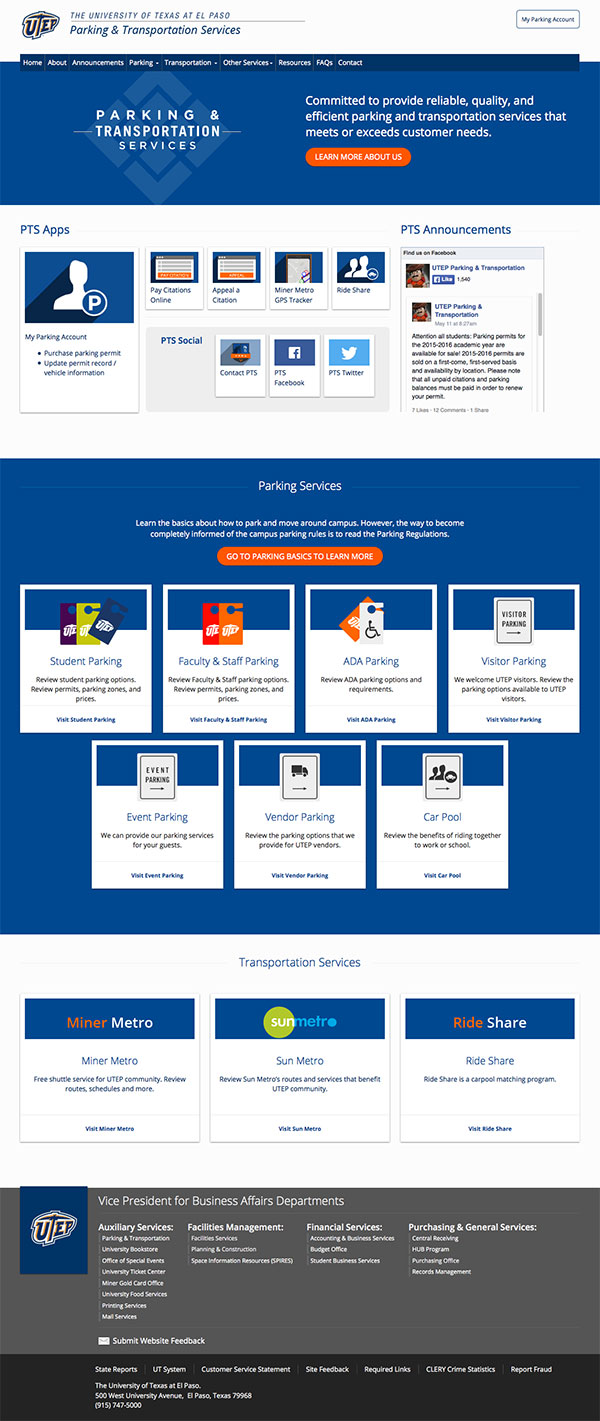 UTEP
THE UNIVERSITY OF TEXAS AT EL PASO
Parking & Transportation Services
My Parking Account
Home About Announcements Parking Transportation Other Services Resources FAQs Contact
PARKING &
TRANSPORTATION
SERVICES
Committed to provide reliable, quality, and
efficient parking and transportation services that
meets or exceeds customer needs.
LEARN MORE ABOUT US
PTS Apps
P
My Parking Account
Purchase parking permit
Update permit record /
vehicle information
PAY CITATION
Pay Citations
Online
APPEAL
Appeal a
Citation
Miner Metro
GPS Tracker
Ride Share
PTS Social
Contact PTS
PTS
Facebook
PTS Twitter
PTS Announcements
Find us on Facebook
UTEP Parking & Transportation
Like 1,540
UTEP Parking &
Transportation
May 11 at 8:27am
Attention all students: Parking permits for
the 2015-2016 academic year are
available for sale! 2015-2016 permits are
sold on a first-come, first-served basis
and availability by location. Please note
that all unpaid citations and parking
balances must be paid in order to renew
your permit.
7 Likes · 12 Comments · 1 Share
Parking Services
Learn the basics about how to park and move around campus. However, the way to become
completely informed of the campus parking rules is to read the Parking Regulations.
GO TO PARKING BASICS TO LEARN MORE
Student Parking
Review student parking options.
Review permits, parking zones, and
prices.
Visit Student Parking
Faculty & Staff Parking
Review Faculty & Staff parking options.
Review permits, parking zones, and
prices.
Visit Faculty & Staff Parking
ADA Parking
Review ADA parking options and
requirements.
Visit ADA Parking
VISITOR
PARKING
Visitor Parking
We welcome UTEP visitors. Review the
parking options available to UTEP
visitors.
Visit Visitor Parking
EVENT
PARKING
Event Parking
We can provide our parking services
for your guests.
Visit Event Parking
Vendor Parking
Review the parking options that we
provide for UTEP vendors.
Visit Vendor Parking
Car Pool
Review the benefits of riding together
to work or school.
Visit Car Pool
Transportation Services
Miner Metro
Miner Metro
Free shuttle service for UTEP community. Review
routes, schedules and more.
Visit Miner Metro
sunmetro
Sun Metro
Review Sun Metro's routes and services that benefit
UTEP community.
Visit Sun Metro
Ride Share
Ride Share
Ride Share is a carpool matching program.
Visit Ride Share
UTEP
Vice President for Business Affairs Departments
Auxiliary Services:
Parking & Transportation
University Bookstore
Office of Special Events
University Ticket Center
Miner Gold Card Office
University Food Services
Printing Services
Mail Services
Facilities Management:
Facilities Services
Planning & Construction
Space Information Resources (SPIRES)
Financial Services:
Accounting & Business Services
Budget Office
Student Business Services
Purchasing & General Services:
Central Receiving
HUB Program
Purchasing Office
Records Management
Submit Website Feedback
State Reports UT System Customer Service Statement Site Feedback Required Links CLERY Crime Statistics Report Fraud
The University of Texas at El Paso.
500 West University Avenue, El Paso, Texas 79968
(915) 747-5000